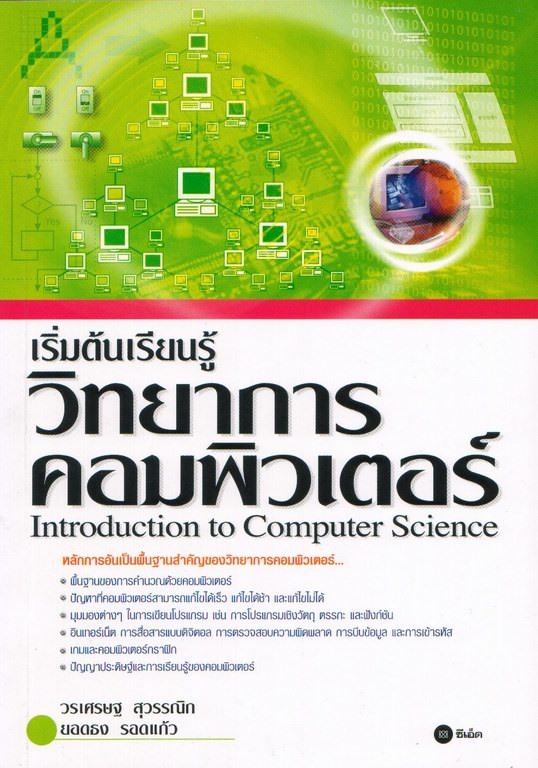 เริ่มต้นเรียนรู้
วิทยาการ
คอมพิวเตอร์
Introduction to Computer Science
หลักการอันเป็นพื้นฐานสำคัญของวิทยาการคอมพิวเตอร์...
พื้นฐานของการคำนวณด้วยคอมพิวเตอร์
ปัญหาที่คอมพิวเตอร์สามารถแก้ไขได้เร็ว แก้ไขได้ช้า และแก้ไขไม่ได้
มุมมองต่างๆ ในการเขียนโปรแกรม เช่น การโปรแกรมเชิงวัตถุ ตรรกะ และฟังก์ชัน
อินเทอร์เน็ต การสื่อสารแบบดิจิตอล การตรวจสอบความผิดพลาด การบีบข้อมูล และการเข้ารหัส
เกมและคอมพิวเตอร์กราฟิก
ปัญญาประดิษฐ์และการเรียนรู้ของคอมพิวเตอร์
วรเศรษฐ สุวรรณิก
ยอดธง รอดแก้ว
ซีเอ็ด